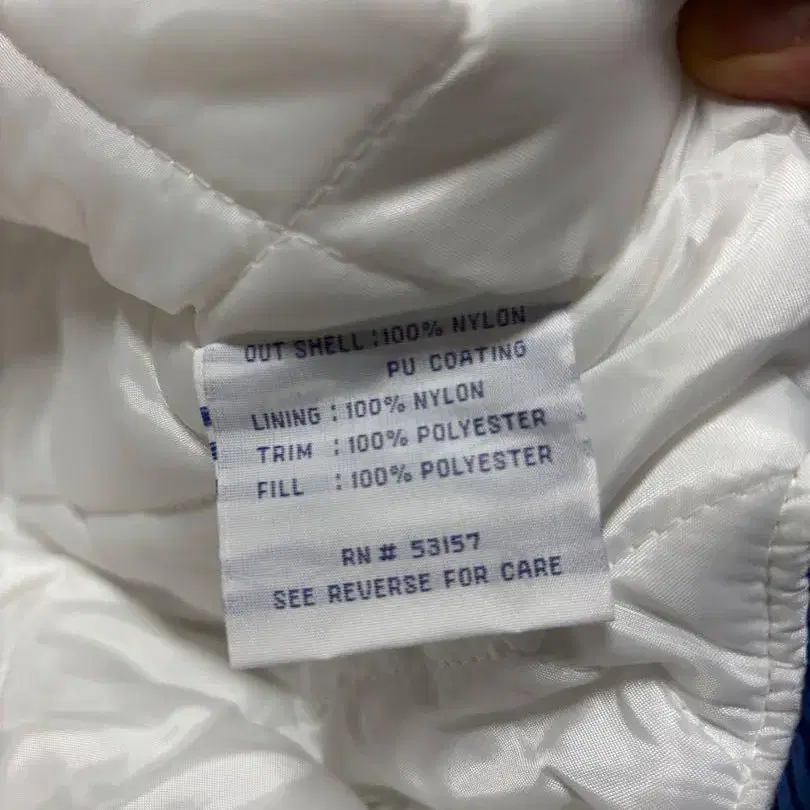 OUT SHELL : 100% NYLON
PU COATING
LINING : 100% NYLON
TRIM : 100% POLYESTER
FILL : 100% POLYESTER
RN # 53157
SEE REVERSE FOR CARE